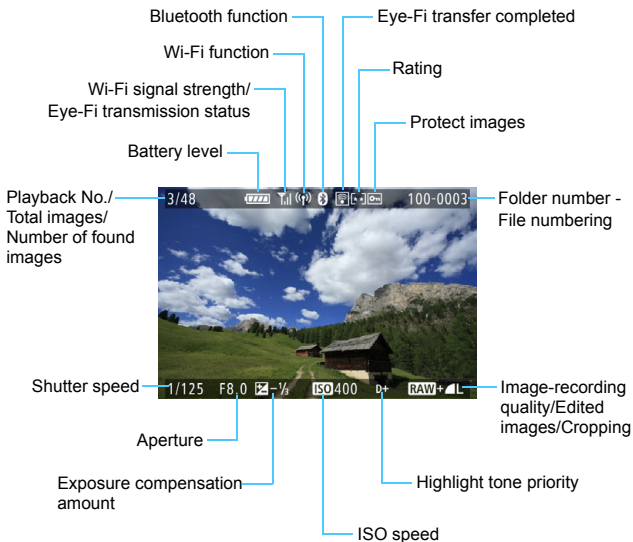 Bluetooth function
Eye-Fi transfer completed
Wi-Fi function
Rating
Wi-Fi signal strength/
Eye-Fi transmission status
Protect images
Battery level
Playback No./
Total images/
Number of found
images
3/48
100-0003
Folder number -
File numbering
Shutter speed
1/125 F8.0 -1/3 ISO 400 D+ RAW+L
Image-recording
quality/Edited
images/Cropping
Aperture
Exposure compensation
amount
Highlight tone priority
ISO speed